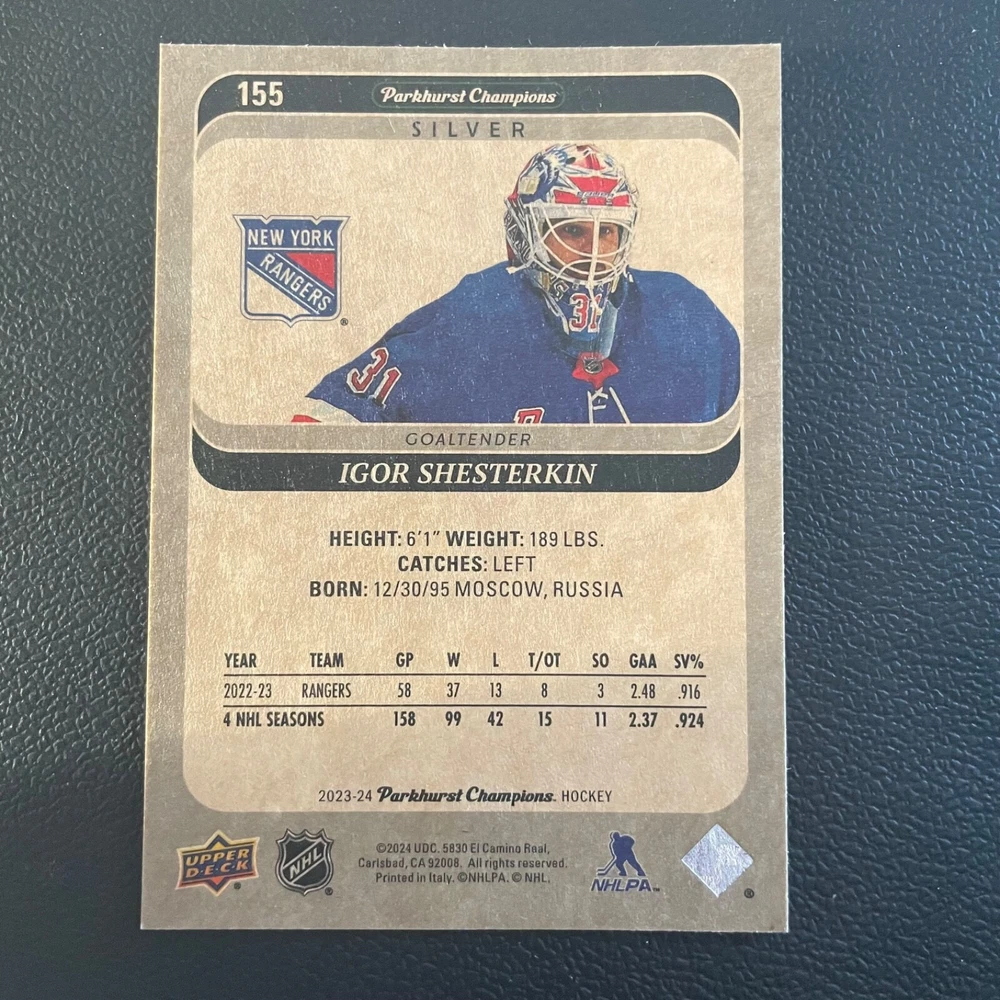 155
Parkhurst Champions
SILVER
NEW YORK
RANGERS
®
31
31
R
GOALTENDER
IGOR SHESTERKIN
HEIGHT: 6'1" WEIGHT: 189 LBS.
CATCHES: LEFT
BORN: 12/30/95 MOSCOW, RUSSIA
YEAR TEAM GP W L T/OT SO GAA SV%
2022-23 RANGERS 58 37 13 8 3 2.48 .916
4 NHL SEASONS 158 99 42 15 11 2.37 .924
2023-24 Parkhurst Champions™ HOCKEY
UPPER
D·E·C·K
®
NHL
®
©2024 UDC. 5830 El Camino Real,
Carlsbad, CA 92008. All rights reserved.
Printed in Italy. ©NHLPA. © NHL.
NHLPA™
®